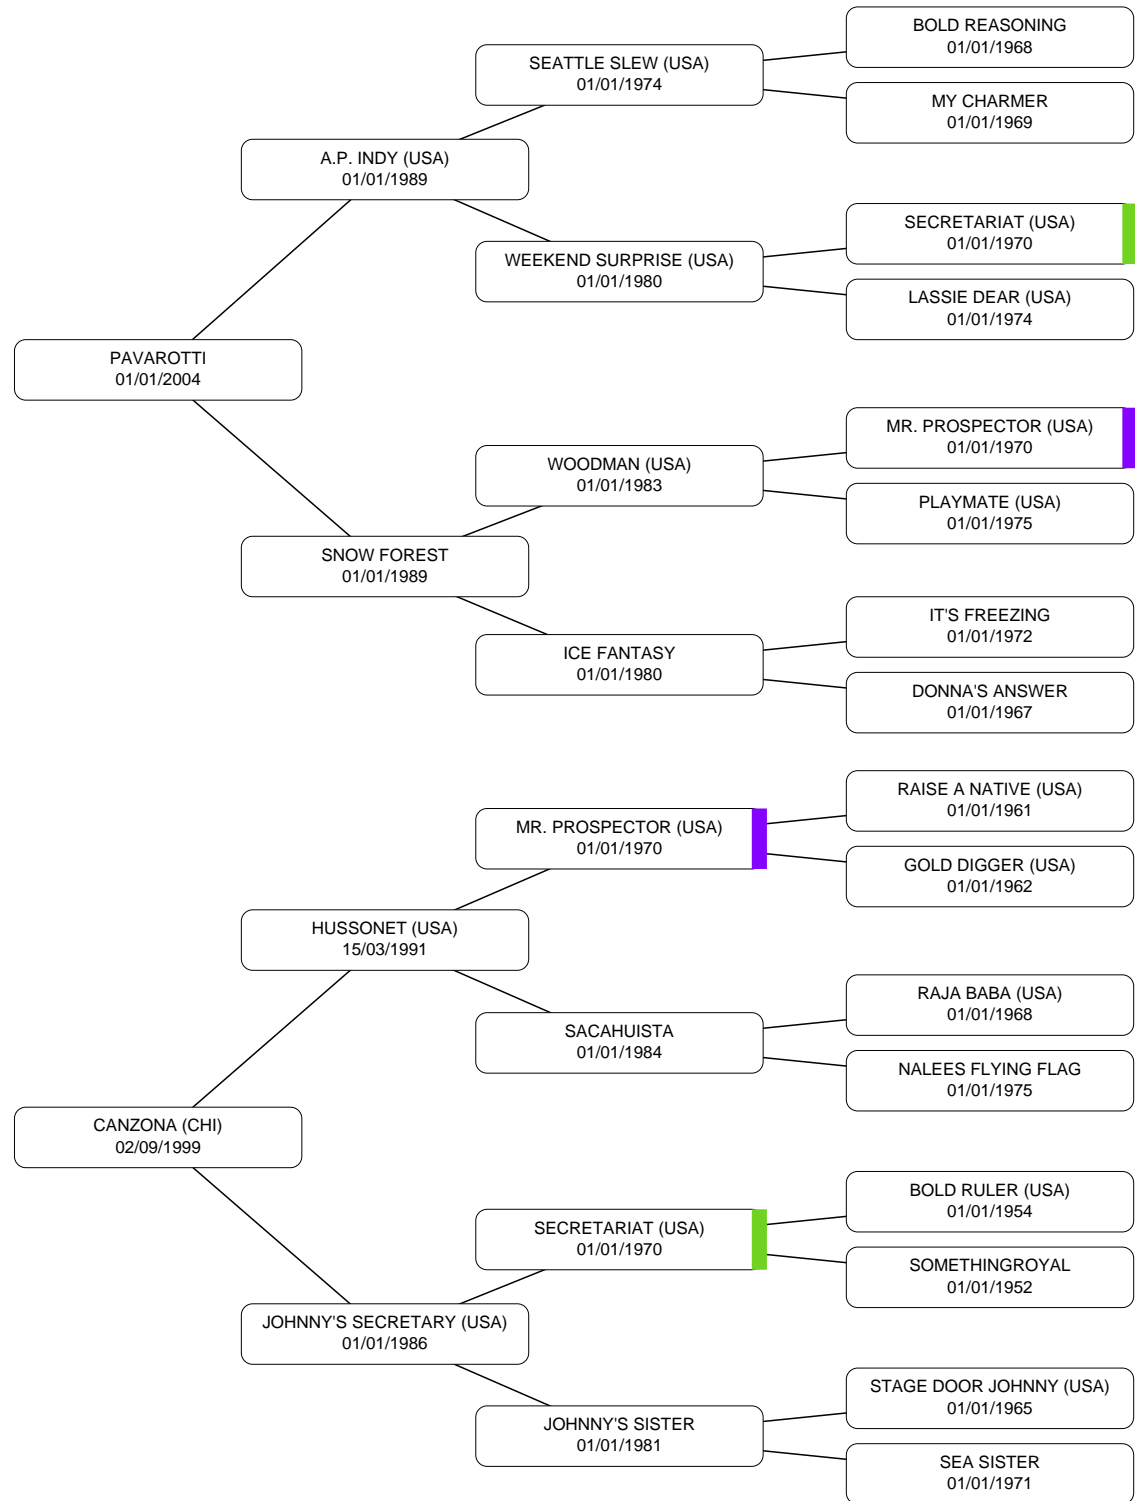 BOLD REASONING
01/01/1968
SEATTLE SLEW (USA)
01/01/1974
MY CHARMER
01/01/1969
A.P. INDY (USA)
01/01/1989
SECRETARIAT (USA)
01/01/1970
WEEKEND SURPRISE (USA)
01/01/1980
LASSIE DEAR (USA)
01/01/1974
PAVAROTTI
01/01/2004
MR. PROSPECTOR (USA)
01/01/1970
WOODMAN (USA)
01/01/1983
PLAYMATE (USA)
01/01/1975
SNOW FOREST
01/01/1989
IT'S FREEZING
01/01/1972
ICE FANTASY
01/01/1980
DONNA'S ANSWER
01/01/1967
RAISE A NATIVE (USA)
01/01/1961
MR. PROSPECTOR (USA)
01/01/1970
GOLD DIGGER (USA)
01/01/1962
HUSSONET (USA)
15/03/1991
RAJA BABA (USA)
01/01/1968
SACAHUISTA
01/01/1984
NALEES FLYING FLAG
01/01/1975
CANZONA (CHI)
02/09/1999
BOLD RULER (USA)
01/01/1954
SECRETARIAT (USA)
01/01/1970
SOMETHINGROYAL
01/01/1952
JOHNNY'S SECRETARY (USA)
01/01/1986
STAGE DOOR JOHNNY (USA)
01/01/1965
JOHNNY'S SISTER
01/01/1981
SEA SISTER
01/01/1971